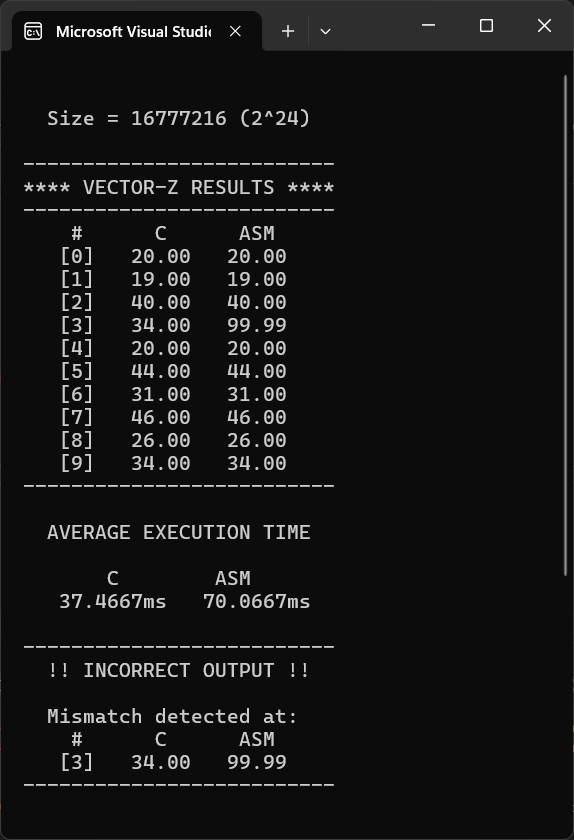 Microsoft Visual Studi
Size = 16777216 (2^24)
--------------------------
**** VECTOR-Z RESULTS ****
--------------------------
# C ASM
[0] 20.00 20.00
[1] 19.00 19.00
[2] 40.00 40.00
[3] 34.00 99.99
[4] 20.00 20.00
[5] 44.00 44.00
[6] 31.00 31.00
[7] 46.00 46.00
[8] 26.00 26.00
[9] 34.00 34.00
--------------------------
AVERAGE EXECUTION TIME
C ASM
37.4667ms 70.0667ms
--------------------------
!! INCORRECT OUTPUT !!
Mismatch detected at:
# C ASM
[3] 34.00 99.99
--------------------------